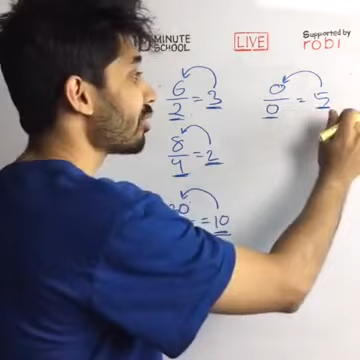 MINUTE
SCHOOL
LIVE
Supported by
robi
6/2 = 3
8/4 = 2
= 10
0/0 = 5